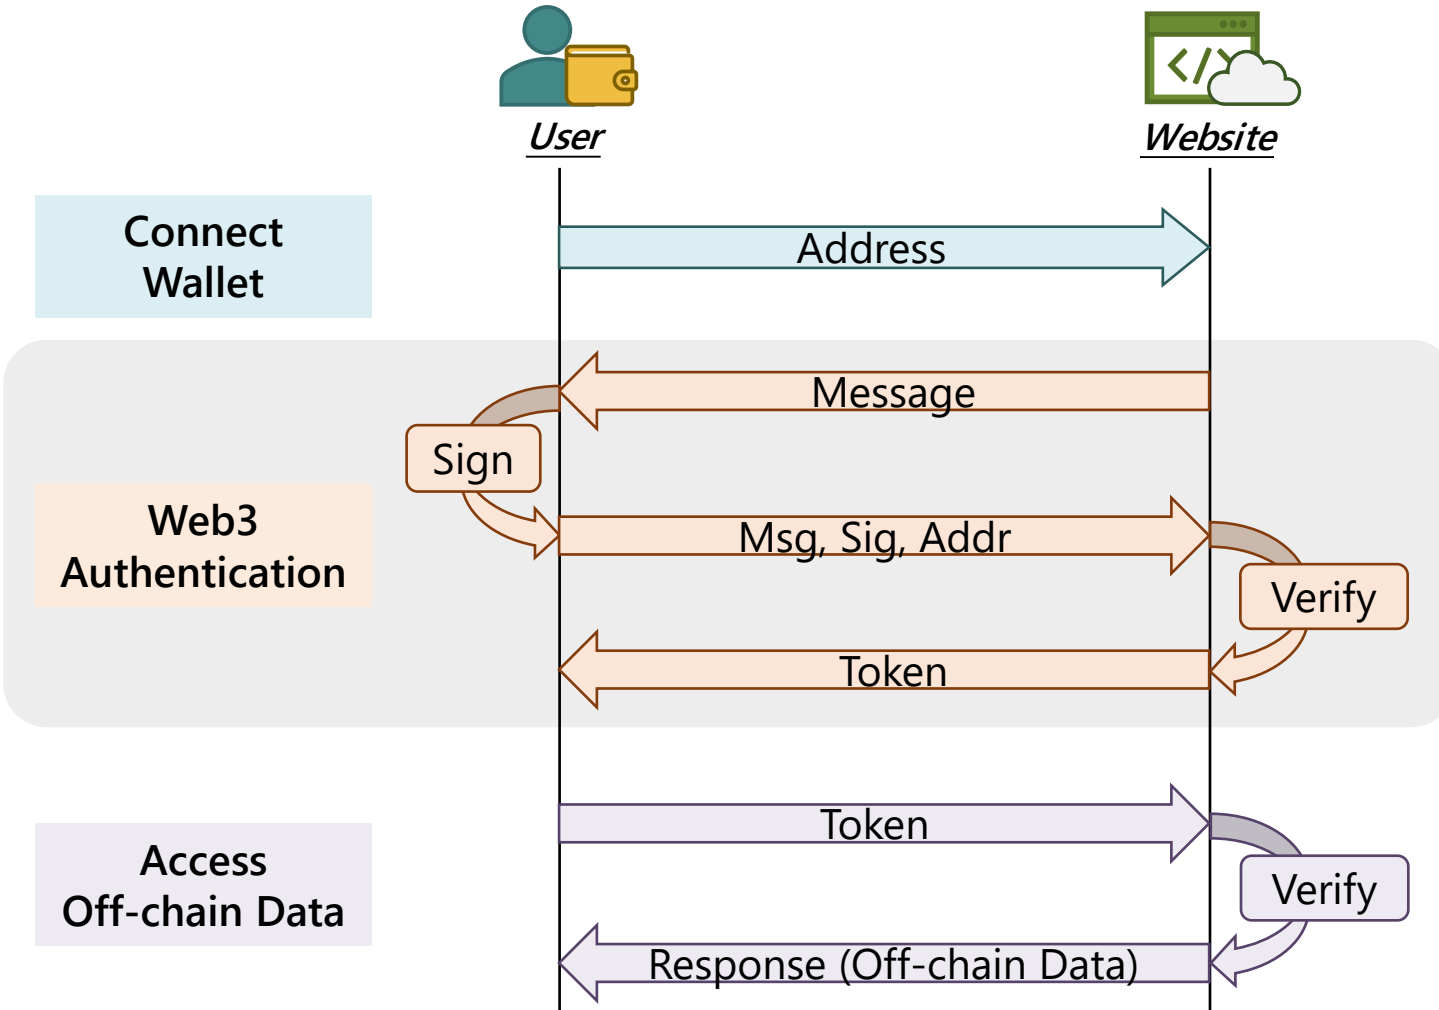 User
Website
Connect
Wallet
Address
Message
Sign
Web3
Authentication
Msg, Sig, Addr
Verify
Token
Access
Off-chain Data
Token
Verify
Response (Off-chain Data)